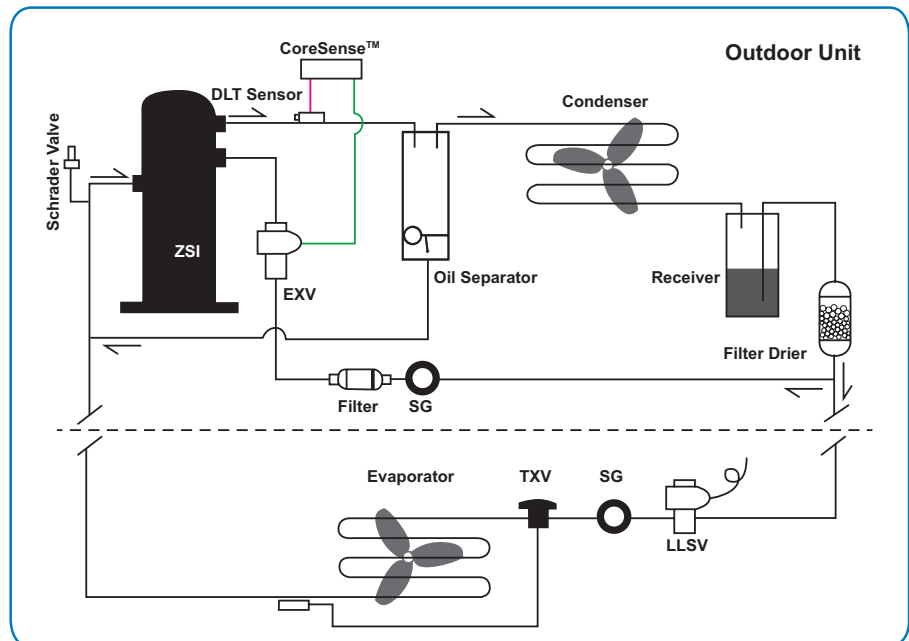 CoreSense™
Outdoor Unit
DLT Sensor
Condenser
Schrader Valve
ZSI
EXV
Oil Separator
Receiver
Filter Drier
Filter
SG
Evaporator
TXV
SG
LLSV